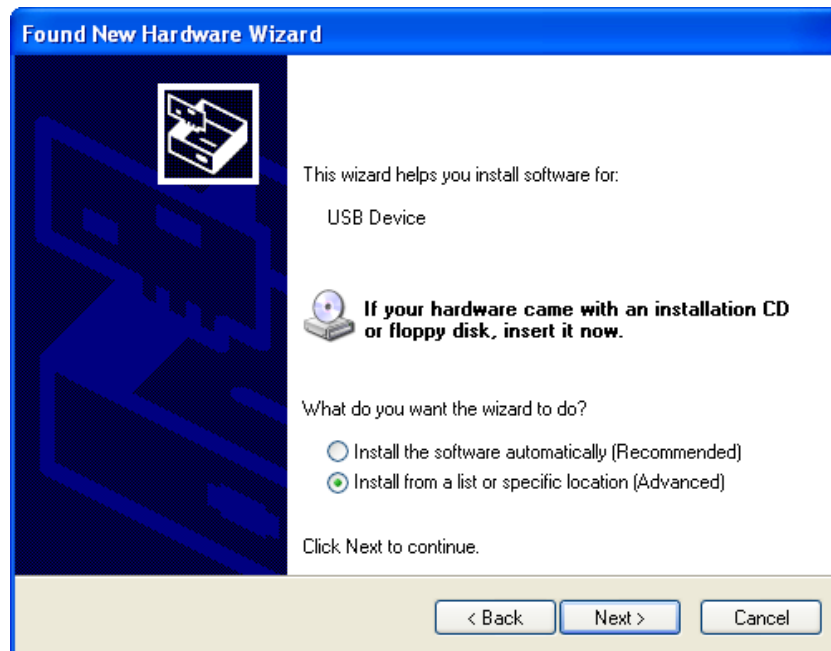 Found New Hardware Wizard
This wizard helps you install software for:
USB Device
If your hardware came with an installation CD
or floppy disk, insert it now.
What do you want the wizard to do?
Install the software automatically (Recommended)
Install from a list or specific location (Advanced)
Click Next to continue.
< Back Next > Cancel